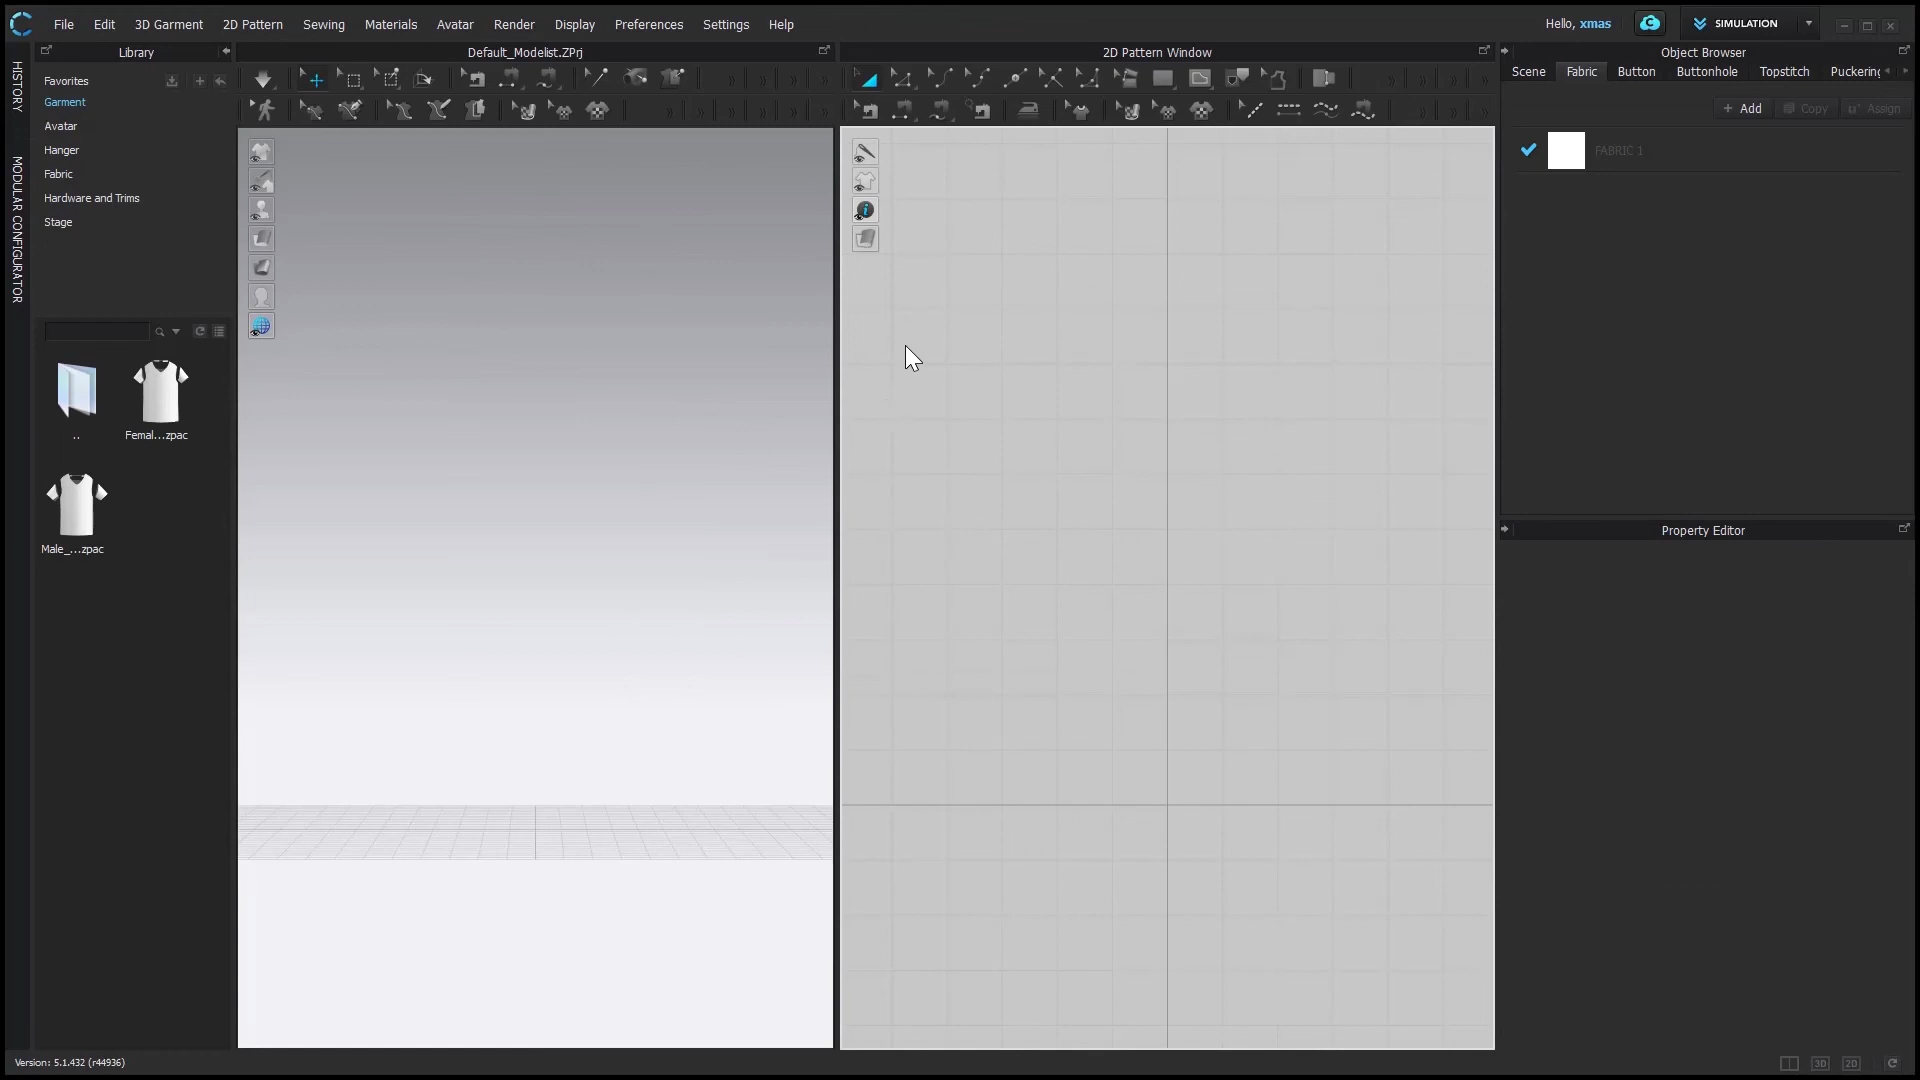 File Edit 3D Garment 2D Pattern Sewing Materials Avatar Render Display Preferences Settings Help
Hello, xmas
SIMULATION
HISTORY
MODULAR CONFIGURATOR
Library
Favorites
Garment
Avatar
Hanger
Fabric
Hardware and Trims
Stage
..
Femal...zpac
Male_...zpac
Default_Modelist.ZPrj
2D Pattern Window
Object Browser
Scene Fabric Button Buttonhole Topstitch Puckering
+ Add Copy Assign
FABRIC 1
Property Editor
Version: 5.1.432 (r44936)
3D 2D